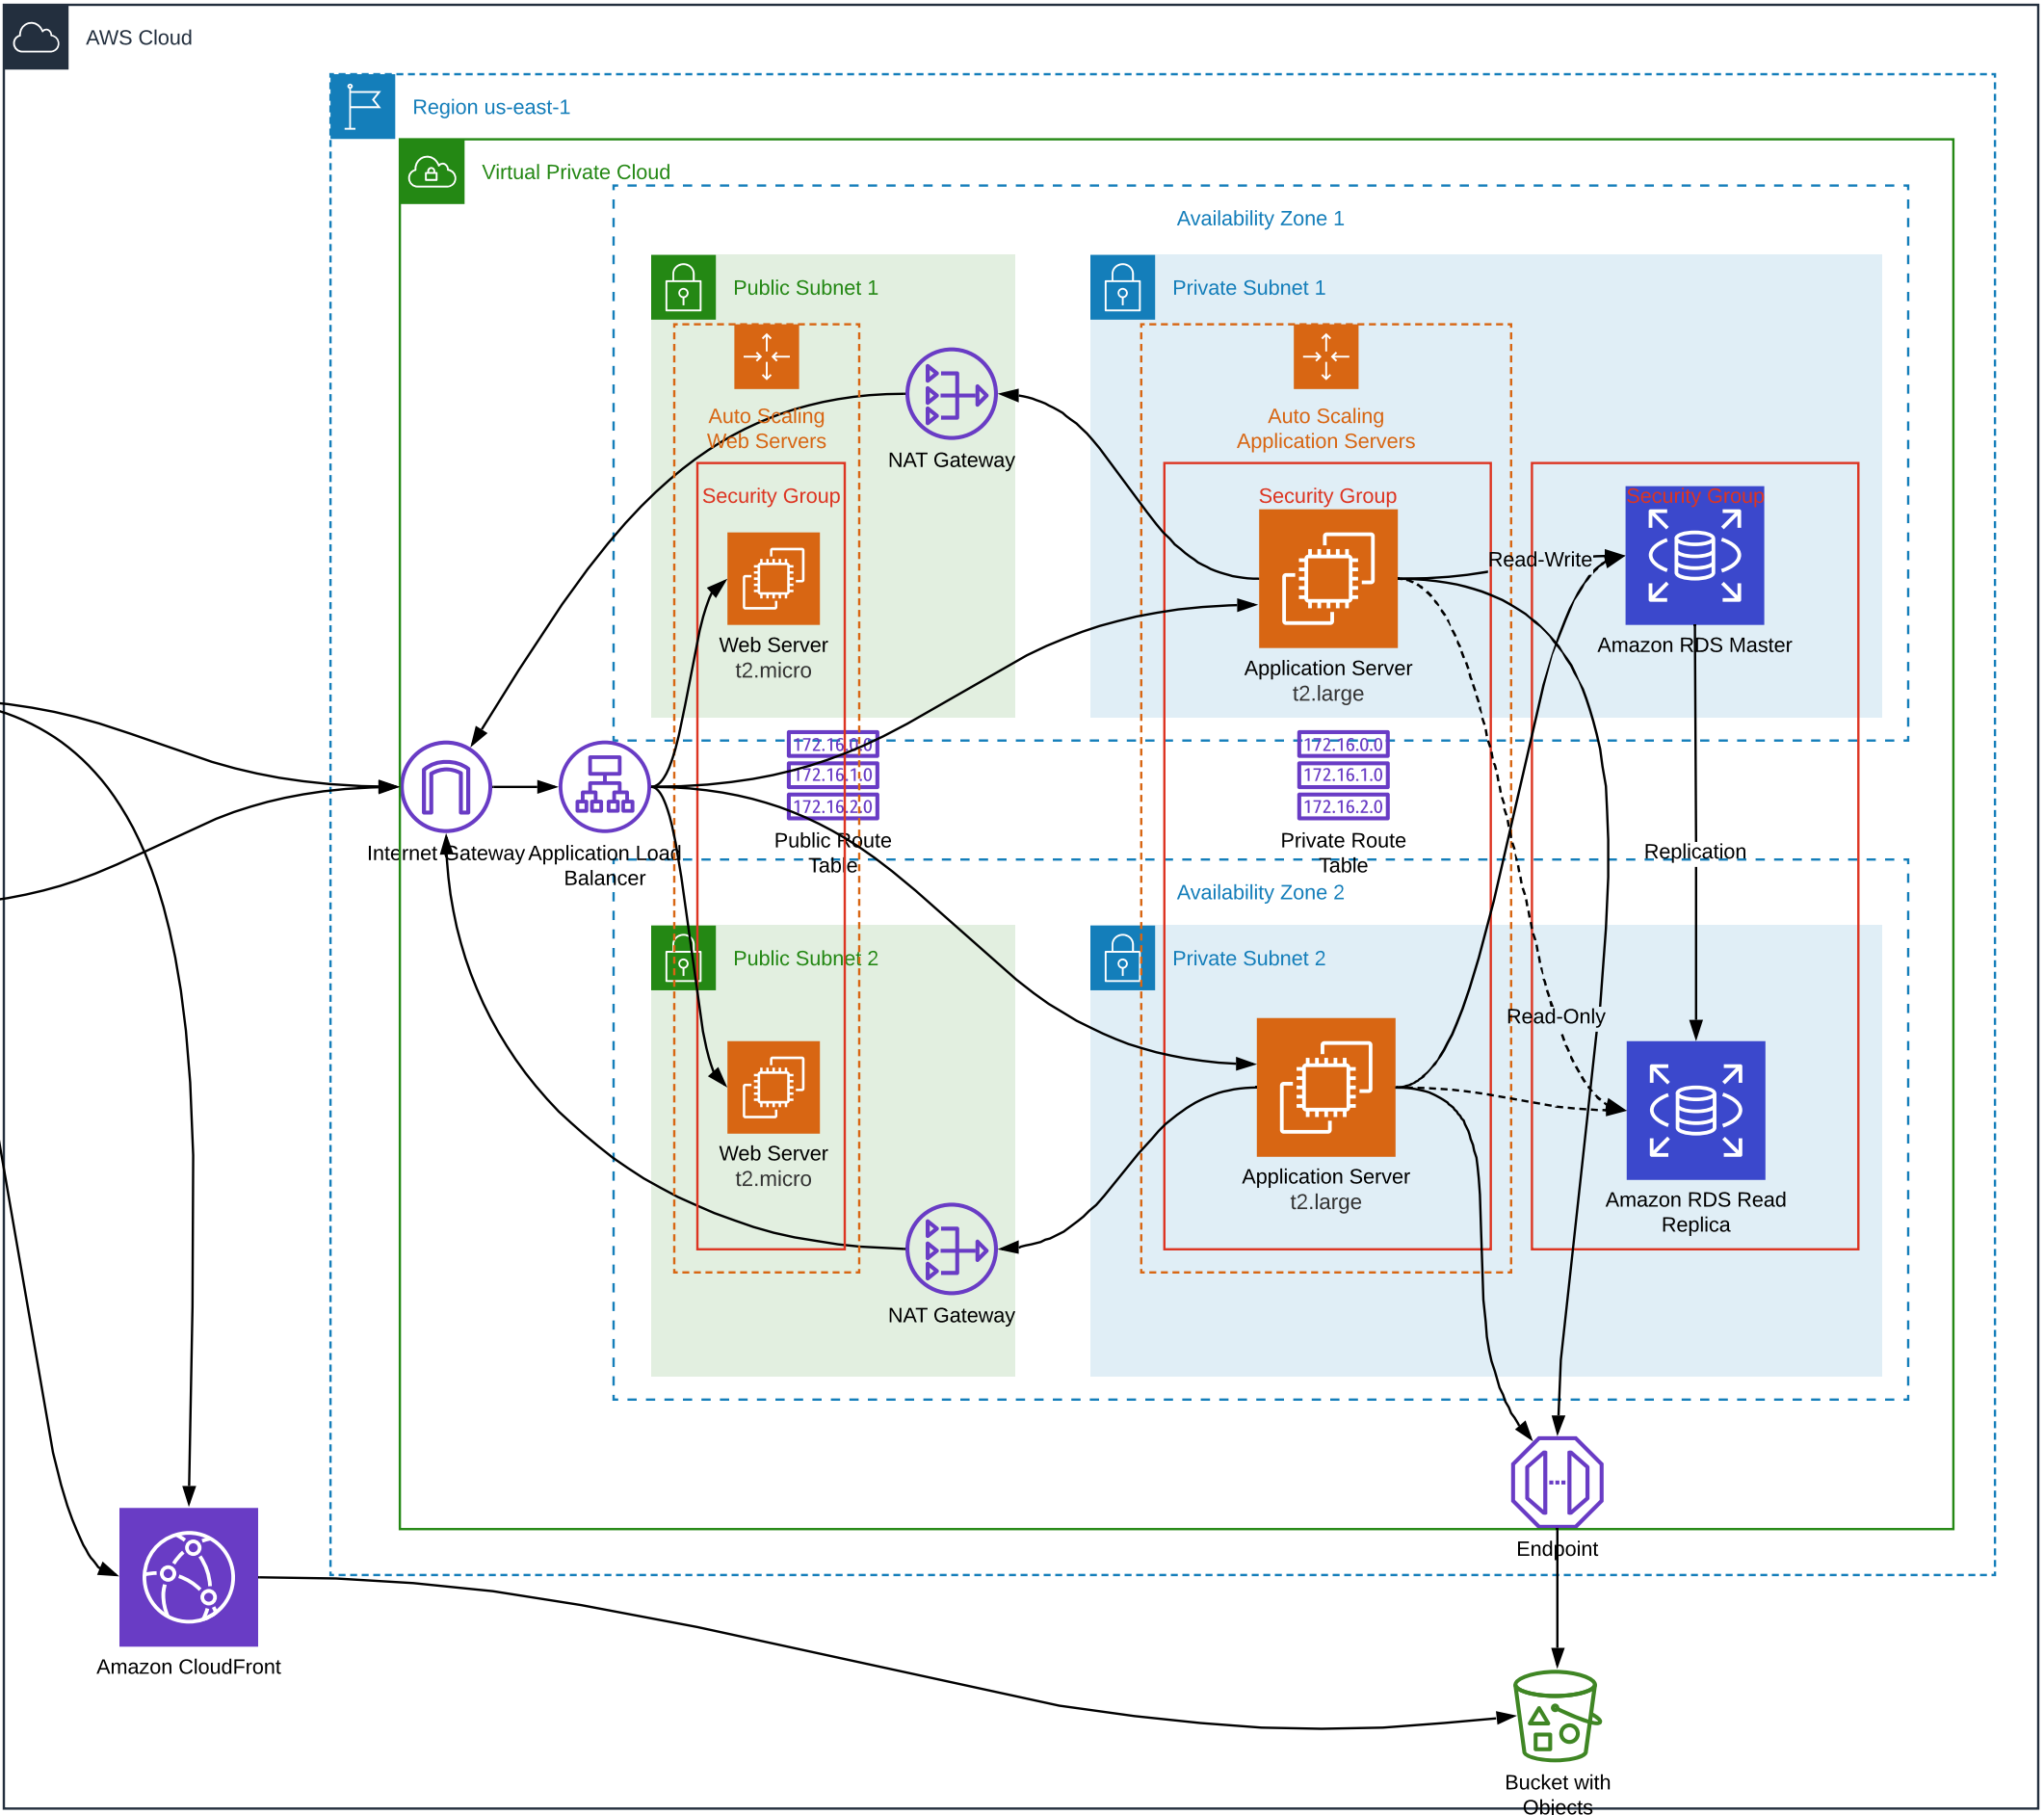 AWS Cloud
Region us-east-1
Virtual Private Cloud
Availability Zone 1
Public Subnet 1
Private Subnet 1
Auto Scaling
Web Servers
NAT Gateway
Auto Scaling
Application Servers
Security Group
Security Group
Security Group
Web Server
t2.micro
Application Server
t2.large
Read-Write
Amazon RDS Master
172.16.0.0
172.16.1.0
172.16.2.0
Public Route
Table
172.16.0.0
172.16.1.0
172.16.2.0
Private Route
Table
Internet Gateway
Application Load
Balancer
Replication
Availability Zone 2
Public Subnet 2
Private Subnet 2
Read-Only
Web Server
t2.micro
Application Server
t2.large
Amazon RDS Read
Replica
NAT Gateway
Endpoint
Amazon CloudFront
Bucket with
Objects